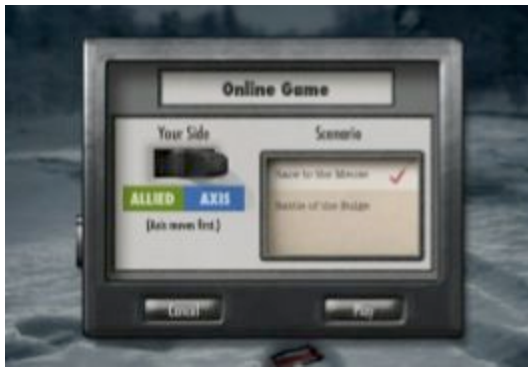 Online Game
Your Side
Scenario
Race to the Meuse
ALLIED AXIS
Battle of the Bulge
(Axis moves first.)
Cancel Play